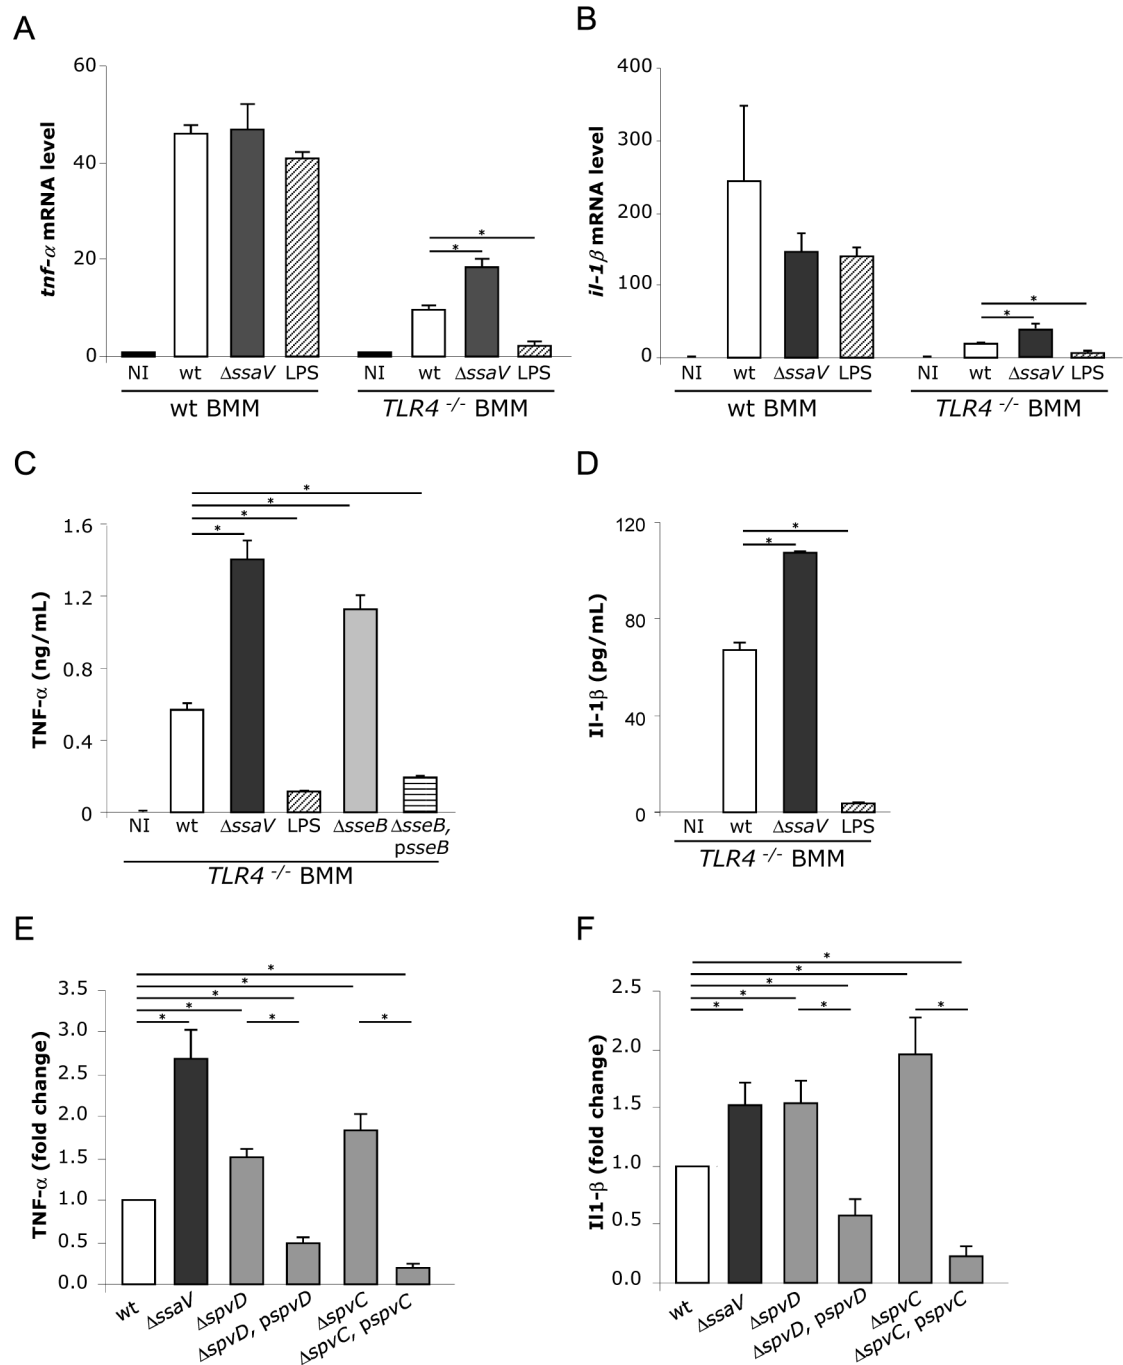 A
60
40
20
0
tnf-α mRNA level
*
*
NI wt ΔssaV LPS NI wt ΔssaV LPS
wt BMM TLR4 -/- BMM
B
400
300
200
100
0
il-1β mRNA level
*
*
NI wt ΔssaV LPS NI wt ΔssaV LPS
wt BMM TLR4 -/- BMM
C
1.6
1.2
0.8
0.4
0
TNF-α (ng/mL)
*
*
*
*
NI wt ΔssaV LPS ΔsseB ΔsseB,
psseB
TLR4 -/- BMM
D
120
80
40
0
Il-1β (pg/mL)
*
*
NI wt ΔssaV LPS
TLR4 -/- BMM
E
3.5
3.0
2.5
2.0
1.5
1.0
0.5
0.0
TNF-α (fold change)
*
*
*
*
* * *
wt
ΔssaV
ΔspvD
ΔspvD, pspvD
ΔspvC
ΔspvC, pspvC
F
2.5
2.0
1.5
1.0
0.5
0.0
Il1-β (fold change)
*
*
*
*
* * *
wt
ΔssaV
ΔspvD
ΔspvD, pspvD
ΔspvC
ΔspvC, pspvC